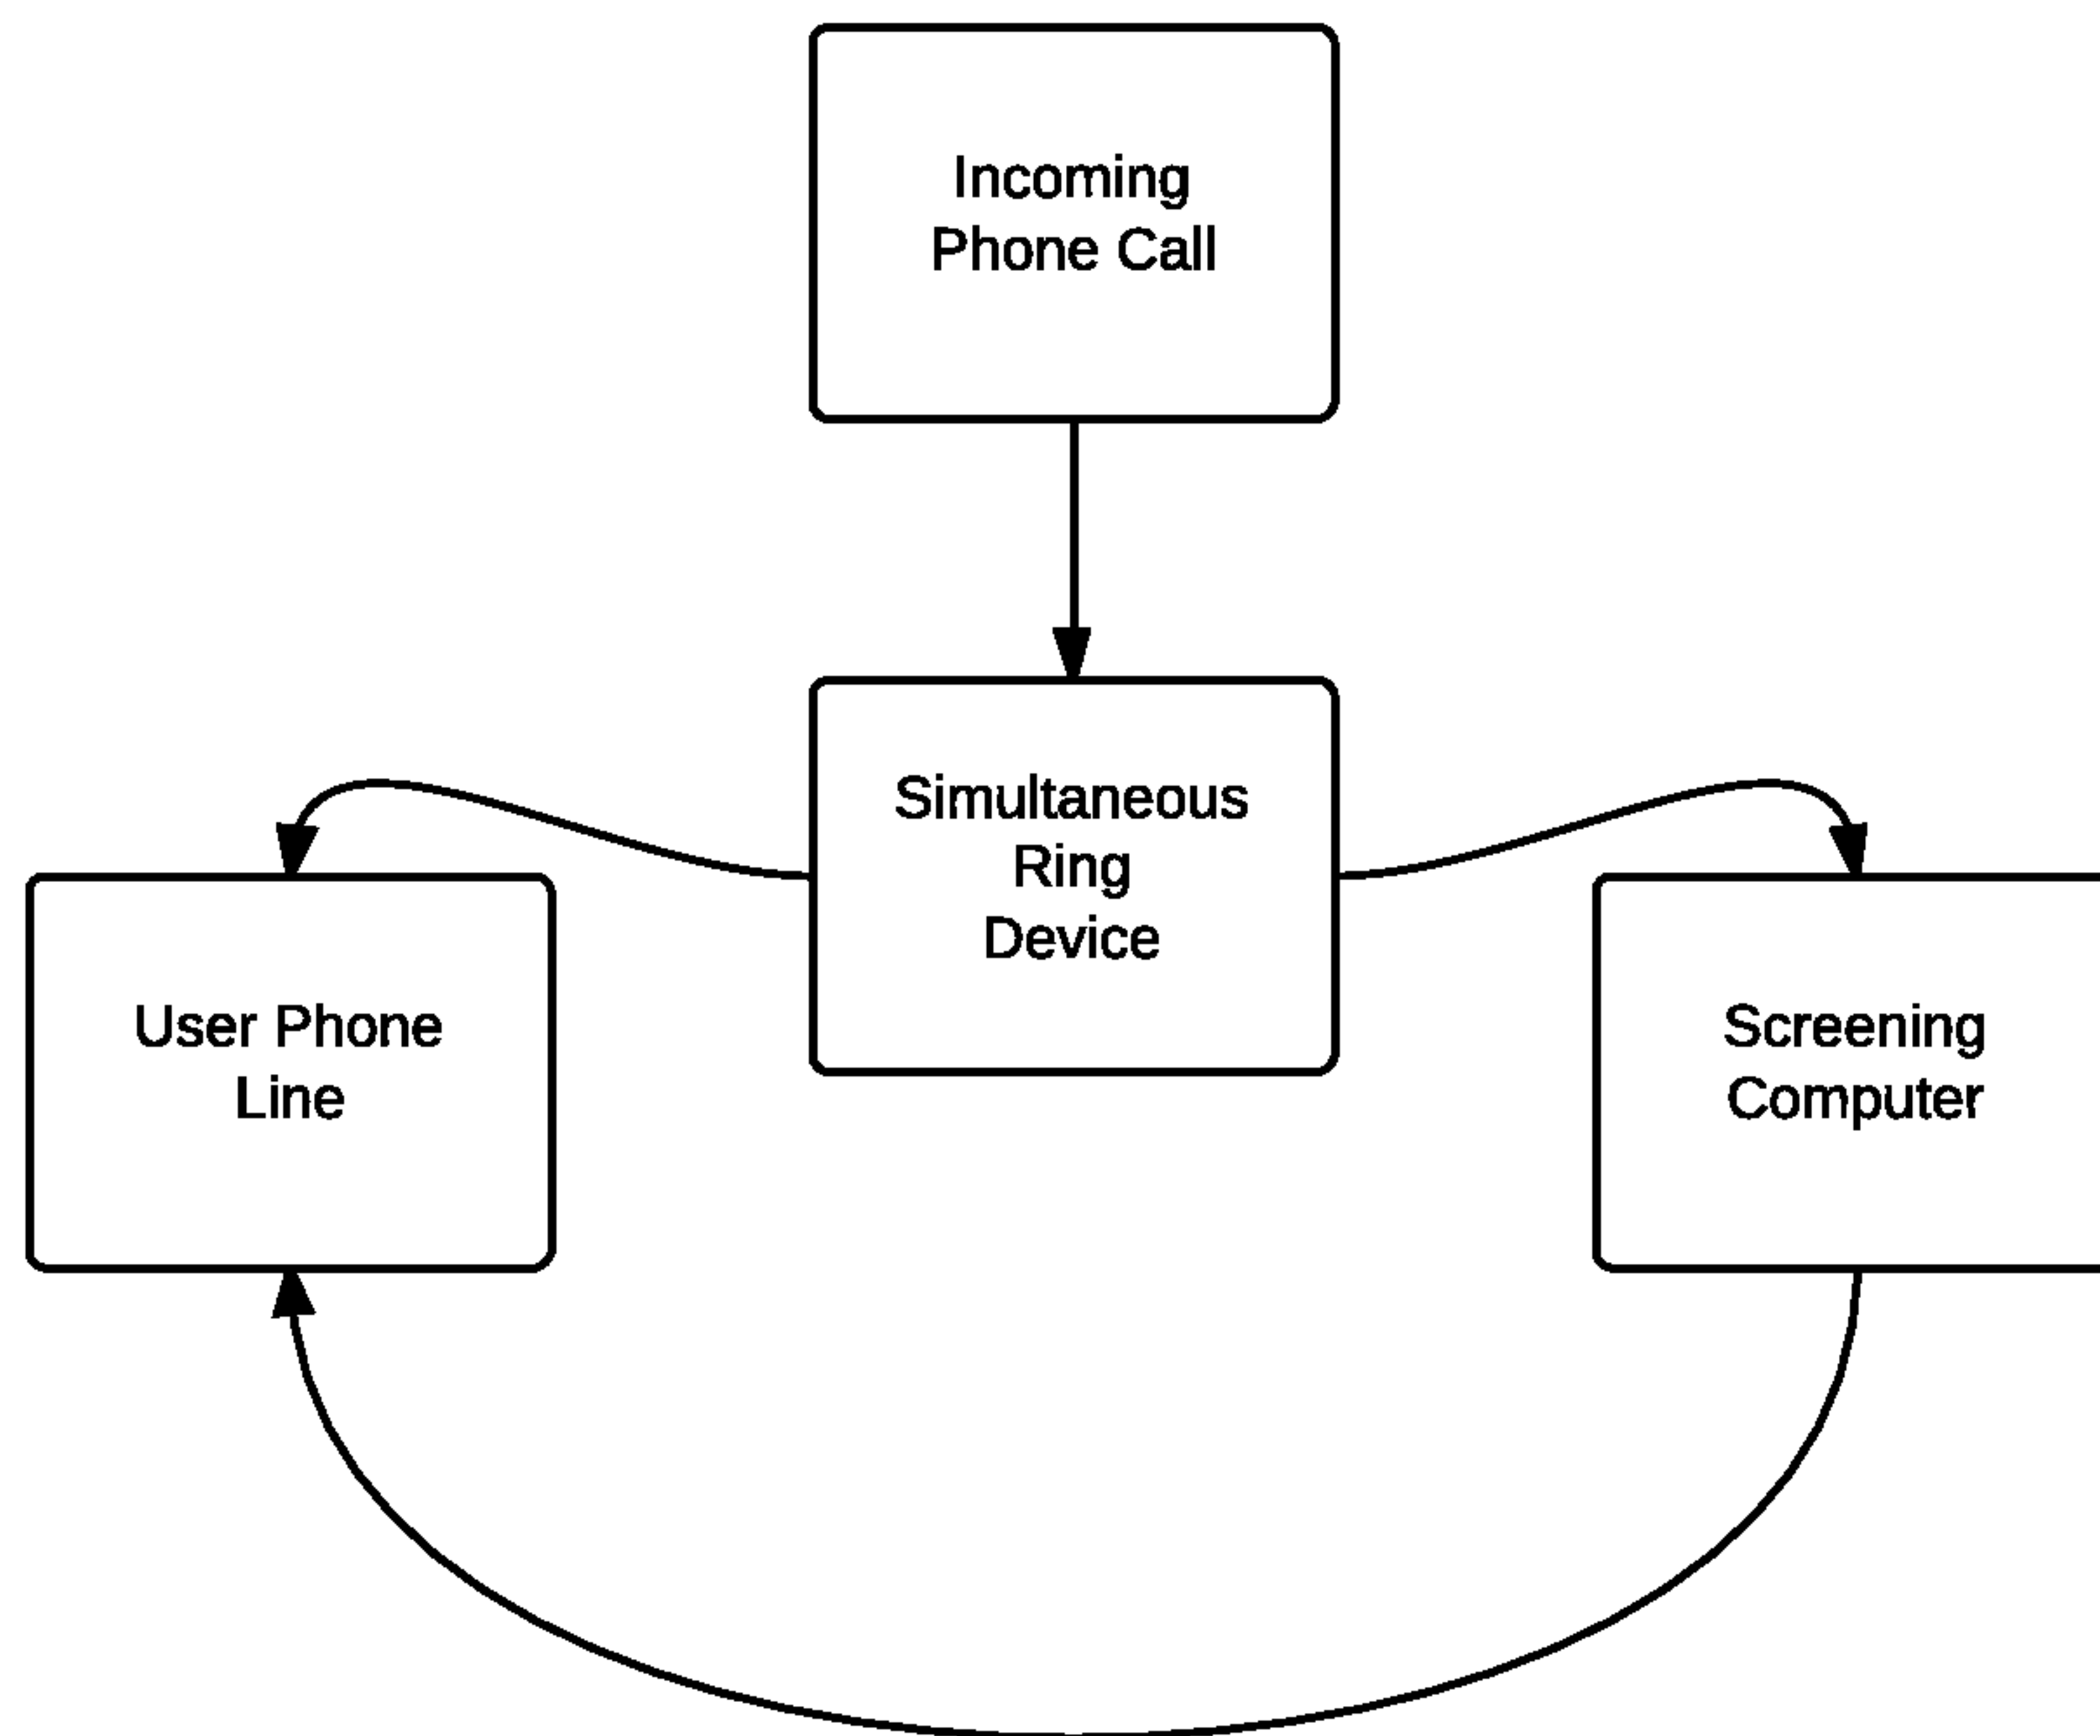 Incoming
Phone Call
Simultaneous
Ring
Device
User Phone
Line
Screening
Computer